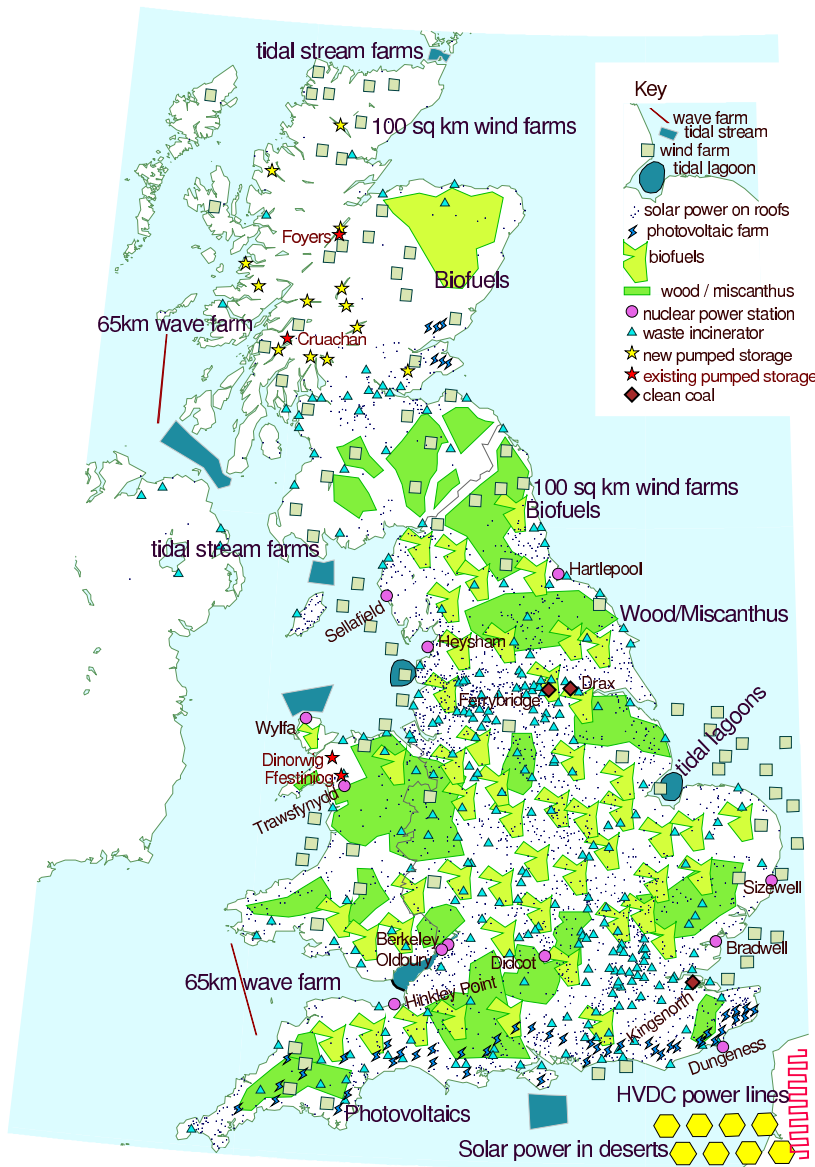 tidal stream farms
Key
wave farm
tidal stream
100 sq km wind farms
wind farm
tidal lagoon
solar power on roofs
photovoltaic farm
Foyers
biofuels
Biofuels
wood / miscanthus
nuclear power station
65km wave farm
waste incinerator
Cruachan
new pumped storage
existing pumped storage
clean coal
100 sq km wind farms
Biofuels
tidal stream farms
Hartlepool
Sellafield
Wood/Miscanthus
Heysham
Drax
Ferrybridge
Wylfa
tidal lagoons
Dinorwig
Ffestiniog
Trawsfynydd
Sizewell
Berkeley
Bradwell
Oldbury
Didcot
65km wave farm
Hinkley Point
Kingsnorth
Dungeness
HVDC power lines
Photovoltaics
Solar power in deserts